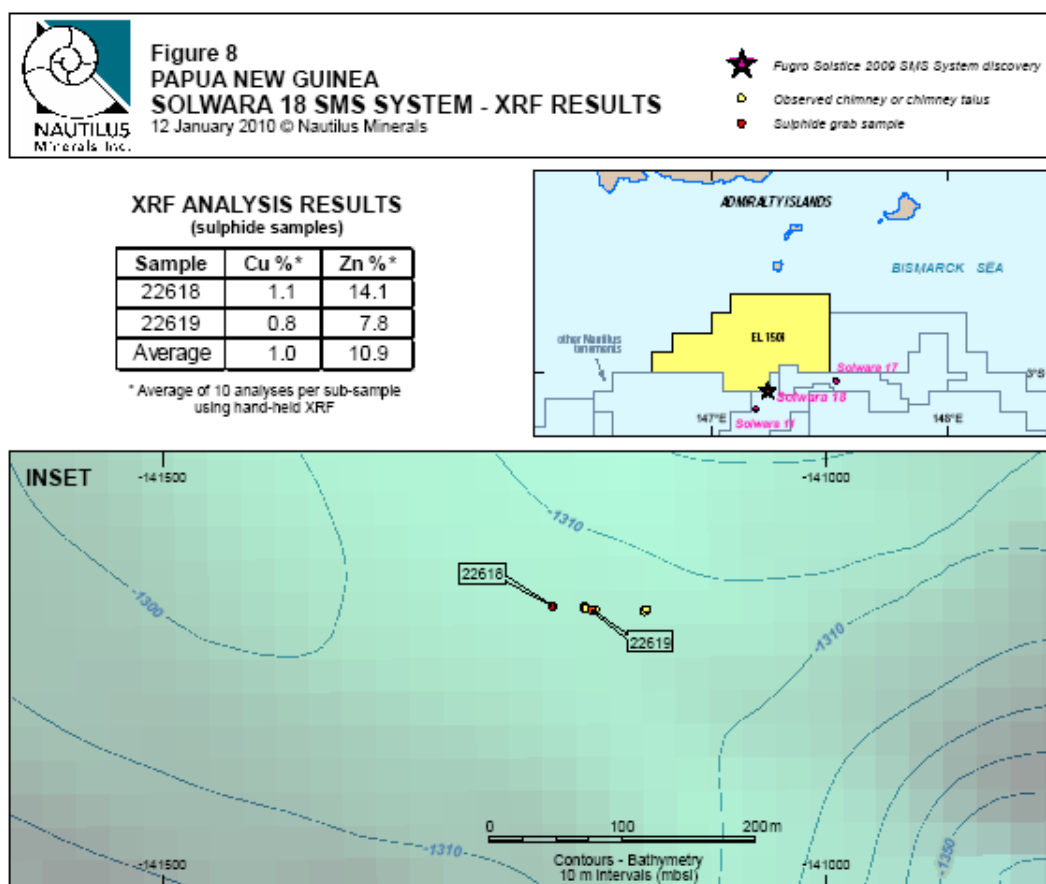 NAUTILUS
Minerals Inc.
Figure 8
PAPUA NEW GUINEA
SOLWARA 18 SMS SYSTEM - XRF RESULTS
12 January 2010 © Nautilus Minerals
Fugro Solstice 2009 SMS System discovery
Observed chimney or chimney talus
Sulphide grab sample
XRF ANALYSIS RESULTS
(sulphide samples)
Sample Cu %* Zn %*
22618 1.1 14.1
22619 0.8 7.8
Average 1.0 10.9
* Average of 10 analyses per sub-sample
using hand-held XRF
ADMIRALTY ISLANDS
BISMARCK SEA
EL 1501
other Nautilus
tenements
Solwara 17
3°S
Solwara 18
Solwara 11
147°E
148°E
INSET
-141500
-141000
-1310
22618
-1300
22619
-1310
0 100 200 m
-1310
Contours - Bathymetry
10 m Intervals (mbsl)
-1350
-141500
-141000